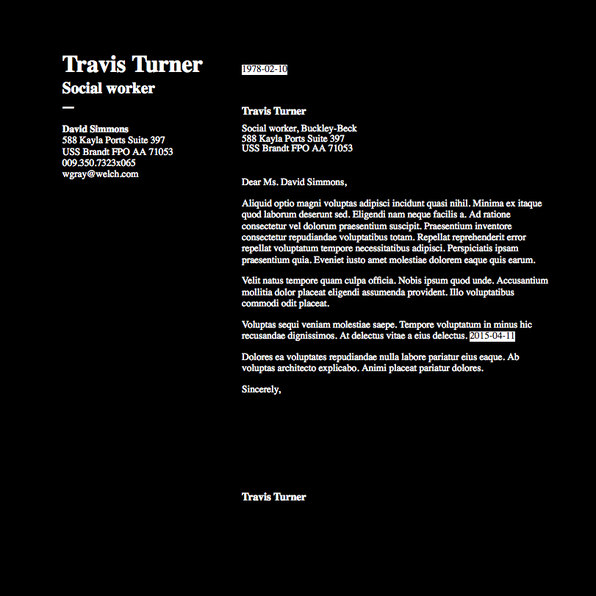 Travis Turner
Social worker
—
David Simmons
588 Kayla Ports Suite 397
USS Brandt FPO AA 71053
009.350.7323x065
wgray@welch.com
1978-02-10
Travis Turner
Social worker, Buckley-Beck
588 Kayla Ports Suite 397
USS Brandt FPO AA 71053
Dear Ms. David Simmons,
Aliquid optio magni voluptas adipisci incidunt quasi nihil. Minima ex itaque
quod laborum deserunt sed. Eligendi nam neque facilis a. Ad ratione
consectetur vel dolorum praesentium suscipit. Praesentium inventore
consectetur repudiandae voluptatibus totam. Repellat reprehenderit error
repellat voluptatum tempore necessitatibus adipisci. Perspiciatis ipsam
praesentium quia. Eveniet iusto amet molestiae dolorem eaque quis earum.
Velit natus tempore quam culpa officia. Nobis ipsum quod unde. Accusantium
mollitia dolor placeat eligendi assumenda provident. Illo voluptatibus
commodi odit placeat.
Voluptas sequi veniam molestiae saepe. Tempore voluptatum in minus hic
recusandae dignissimos. At delectus vitae a eius delectus. 2015-04-11
Dolores ea voluptates repudiandae nulla labore pariatur eius eaque. Ab
voluptas architecto explicabo. Animi placeat pariatur dolores.
Sincerely,
Travis Turner